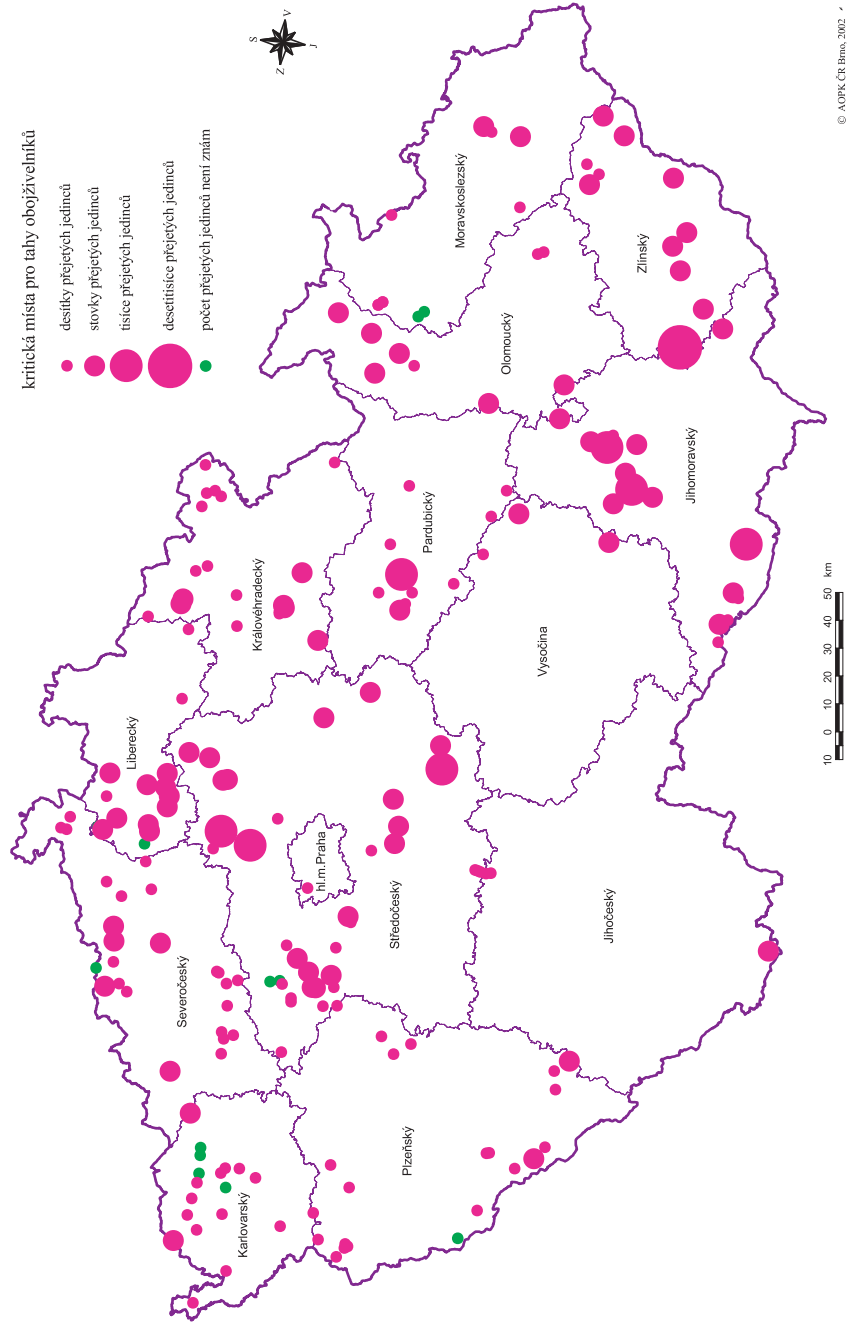 kritická místa pro tahy obojživelníků
desítky přejetých jedinců
stovky přejetých jedinců
tisíce přejetých jedinců
desetitisíce přejetých jedinců
počet přejetých jedinců není znám
S
V
Z
J
Liberecký
Severočeský
Karlovarský
Královéhradecký
hl.m.Praha
Středočeský
Pardubický
Plzeňský
Jihočeský
Vysočina
Olomoucký
Moravskoslezský
Zlínský
Jihomoravský
10 0 10 20 30 40 50 km
© AOPK ČR Brno, 2002